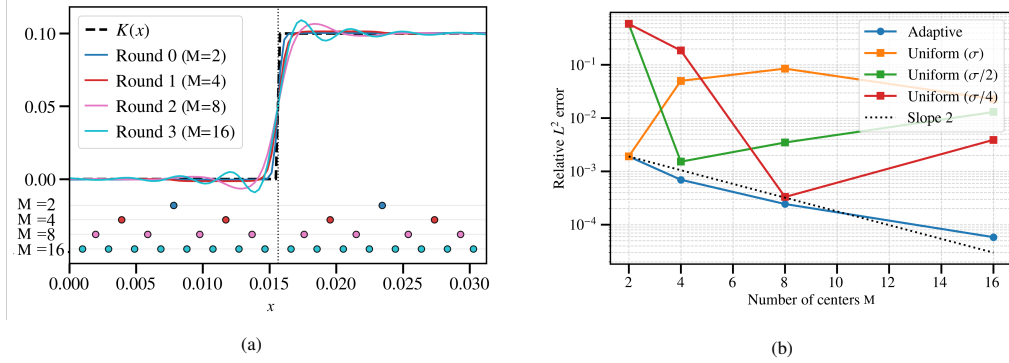 0.10
0.05
0.00
K(x)
Round 0 (M=2)
Round 1 (M=4)
Round 2 (M=8)
Round 3 (M=16)
M =2
M =4
M =8
M =16
0.000 0.005 0.010 0.015 0.020 0.025 0.030
x
(a)
Relative L² error
10⁻¹
10⁻²
10⁻³
10⁻⁴
Adaptive
Uniform (σ)
Uniform (σ/2)
Uniform (σ/4)
Slope 2
2 4 6 8 10 12 14 16
Number of centers M
(b)